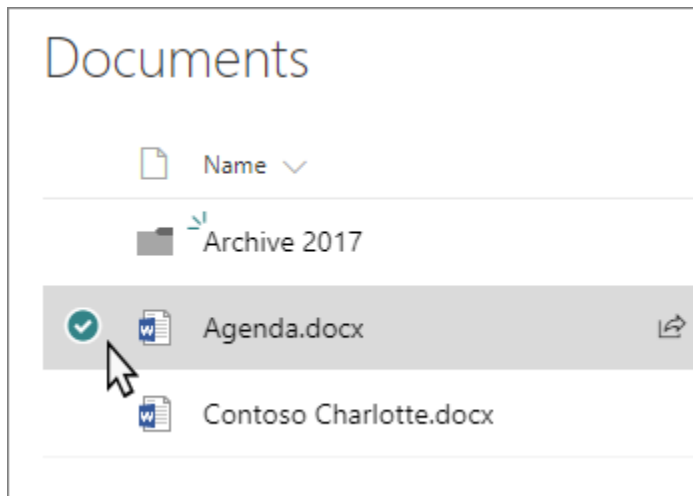 Documents
Name
Archive 2017
Agenda.docx
Contoso Charlotte.docx